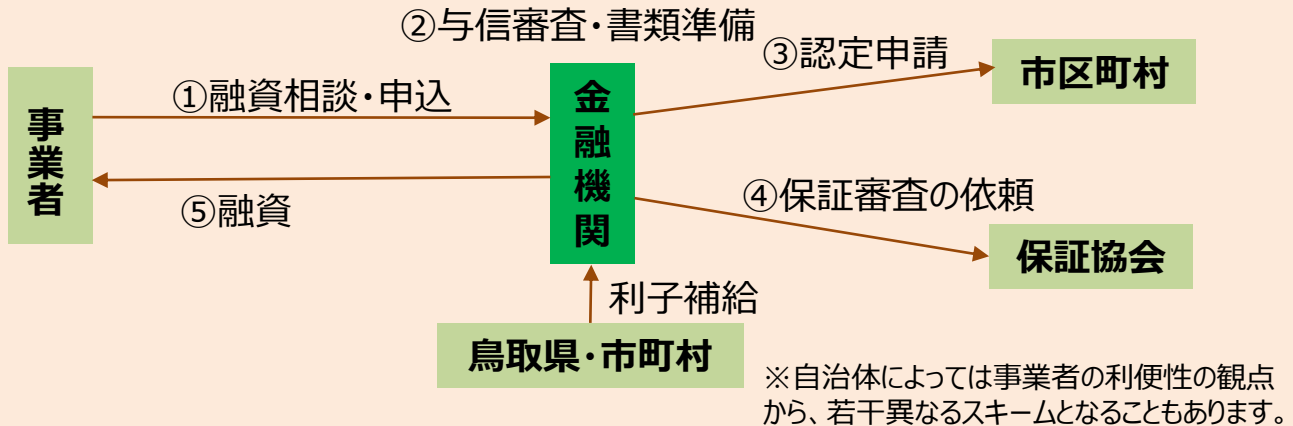 ②与信審査・書類準備
③認定申請
市区町村
①融資相談・申込
金融機関
事業者
④保証審査の依頼
⑤融資
保証協会
利子補給
鳥取県・市町村
※自治体によっては事業者の利便性の観点
から、若干異なるスキームとなることもあります。